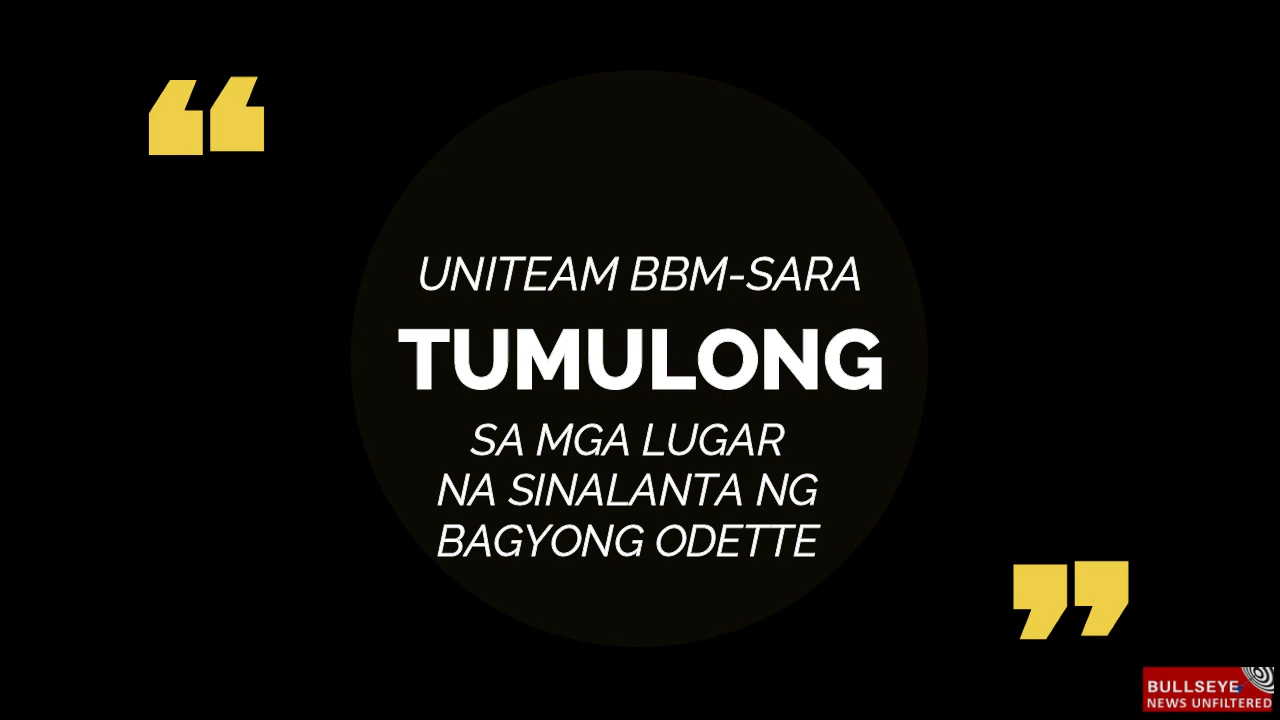 “
UNITEAM BBM-SARA
TUMULONG
SA MGA LUGAR
NA SINALANTA NG
BAGYONG ODETTE
”
BULLSEYE
NEWS UNFILTERED